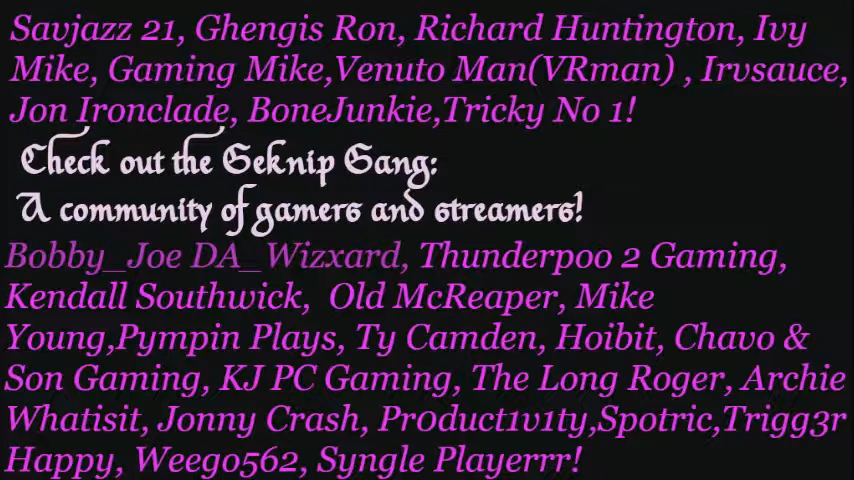 Savjazz 21, Ghengis Ron, Richard Huntington, Ivy
Mike, Gaming Mike,Venuto Man(VRman) , Irvsauce,
Jon Ironclade, BoneJunkie,Tricky No 1!
Check out the Geknip Gang:
A community of gamers and streamers!
Bobby_Joe DA_Wizxard, Thunderpoo 2 Gaming,
Kendall Southwick,  Old McReaper, Mike
Young,Pympin Plays, Ty Camden, Hoibit, Chavo &
Son Gaming, KJ PC Gaming, The Long Roger, Archie
Whatisit, Jonny Crash, Pr0duct1v1ty,Spotric,Trigg3r
Happy, Weego562, Syngle Playerrr!